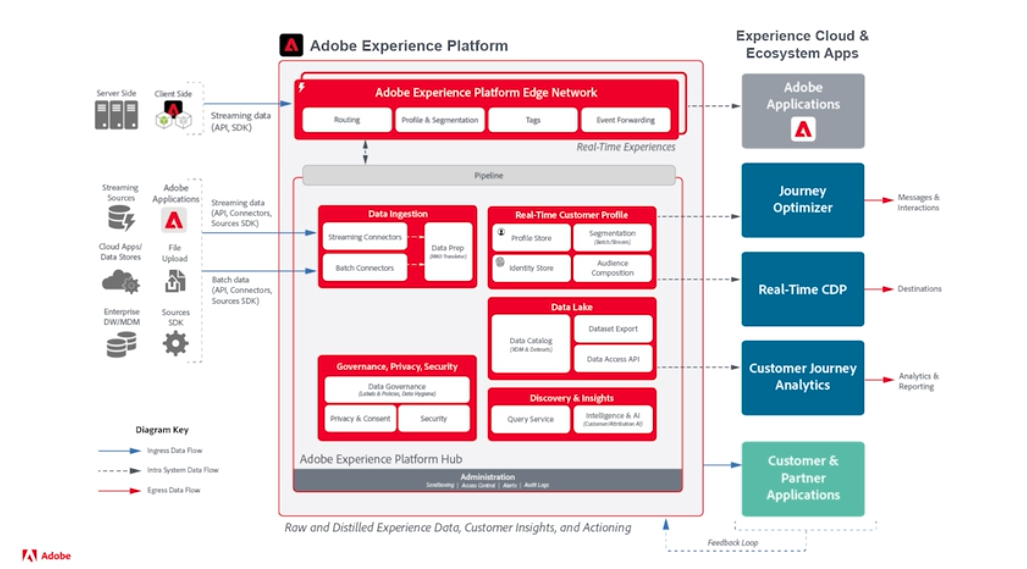 Adobe Experience Platform
Experience Cloud &
Ecosystem Apps
Server Side
Client Side
Streaming data
(API, SDK)
Adobe Experience Platform Edge Network
Routing
Profile & Segmentation
Tags
Event Forwarding
Real-Time Experiences
Adobe
Applications
Pipeline
Streaming
Sources
Adobe
Applications
Streaming data
(API, Connectors,
Sources SDK)
Cloud Apps/
Data Stores
File
Upload
Batch data
(API, Connectors,
Sources SDK)
Enterprise
DW/MDM
Sources
SDK
Data Ingestion
Streaming Connectors
Batch Connectors
Data Prep
Real-Time Customer Profile
Profile Store
Segmentation
(Batch/Stream)
Identity Store
Audience
Composition
Data Lake
Data Catalog
(XDM & Datasets)
Dataset Export
Data Access API
Governance, Privacy, Security
Data Governance
(Labels & Policies, Data Hygiene)
Privacy & Consent
Security
Discovery & Insights
Query Service
Intelligence & AI
(Customer/Attribution AI)
Adobe Experience Platform Hub
Administration
Sandboxing | Access Control | Alerts | Audit Logs
Raw and Distilled Experience Data, Customer Insights, and Actioning
Journey
Optimizer
Messages &
Interactions
Real-Time CDP
Destinations
Customer Journey
Analytics
Analytics &
Reporting
Customer &
Partner
Applications
Feedback Loop
Diagram Key
Ingress Data Flow
Intra System Data Flow
Egress Data Flow
Adobe